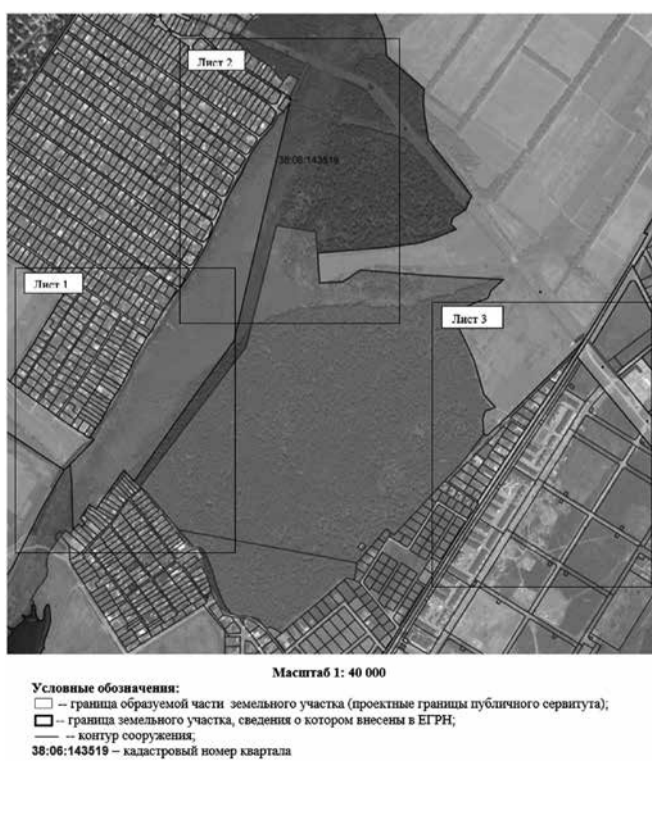 Лист 2
38:06:143519
Лист 1
Лист 3
Масштаб 1: 40 000
Условные обозначения:
-- граница образуемой части земельного участка (проектные границы публичного сервитута);
-- граница земельного участка, сведения о котором внесены в ЕГРН;
-- контур сооружения;
38:06:143519 – кадастровый номер квартала